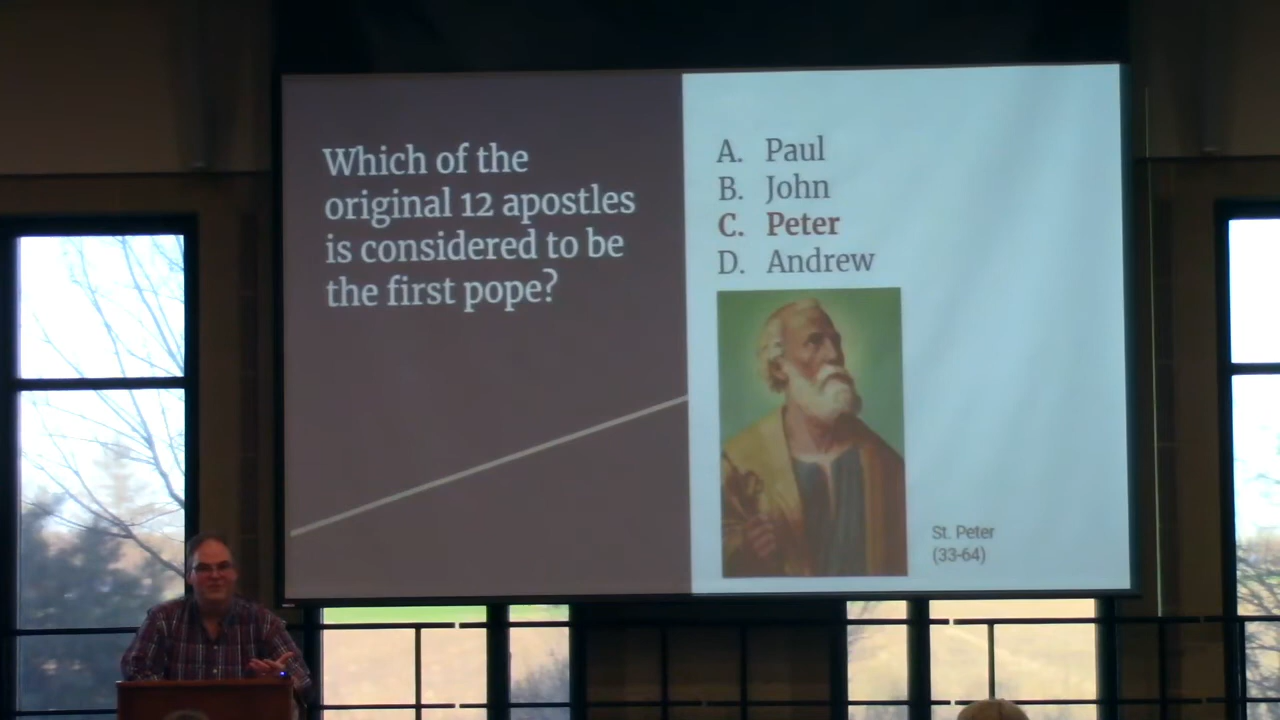 Which of the
original 12 apostles
is considered to be
the first pope?
A. Paul
B. John
C. Peter
D. Andrew
St. Peter
(33-64)